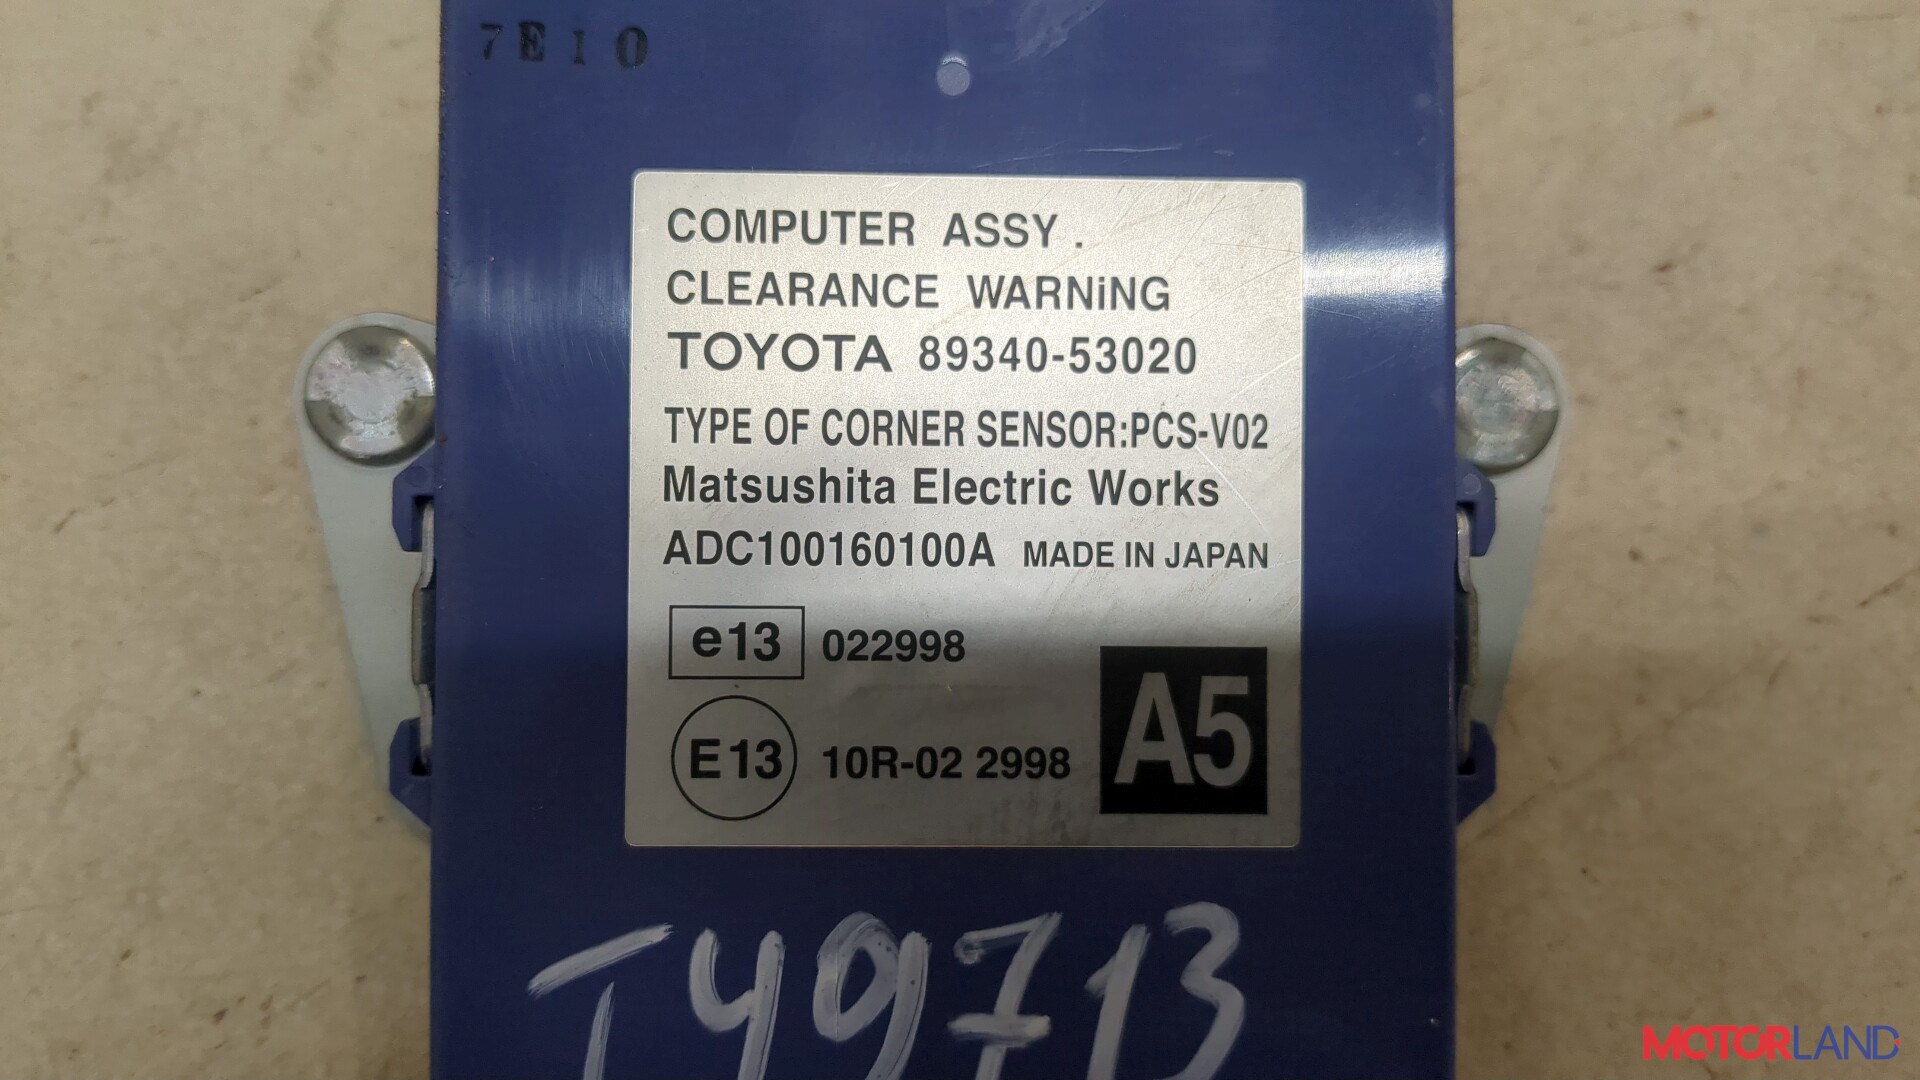 7E10
COMPUTER ASSY.
CLEARANCE WARNiNG
TOYOTA 89340-53020
TYPE OF CORNER SENSOR:PCS-V02
Matsushita Electric Works
ADC100160100A MADE IN JAPAN
e13 022998
E13 10R-02 2998
A5
T49713
MOTORLAND